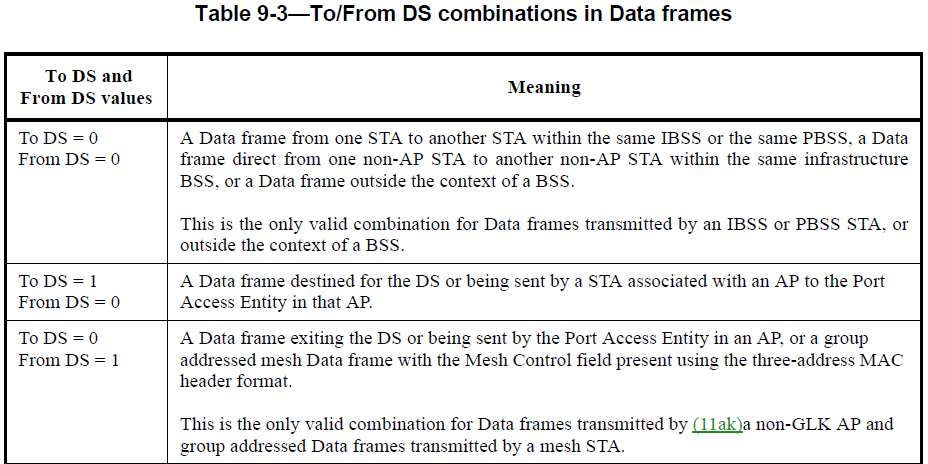 Table 9-3—To/From DS combinations in Data frames
To DS and
From DS values
Meaning
To DS = 0
From DS = 0
A Data frame from one STA to another STA within the same IBSS or the same PBSS, a Data
frame direct from one non-AP STA to another non-AP STA within the same infrastructure
BSS, or a Data frame outside the context of a BSS.
This is the only valid combination for Data frames transmitted by an IBSS or PBSS STA, or
outside the context of a BSS.
To DS = 1
From DS = 0
A Data frame destined for the DS or being sent by a STA associated with an AP to the Port
Access Entity in that AP.
To DS = 0
From DS = 1
A Data frame exiting the DS or being sent by the Port Access Entity in an AP, or a group
addressed mesh Data frame with the Mesh Control field present using the three-address MAC
header format.
This is the only valid combination for Data frames transmitted by (11ak)a non-GLK AP and
group addressed Data frames transmitted by a mesh STA.